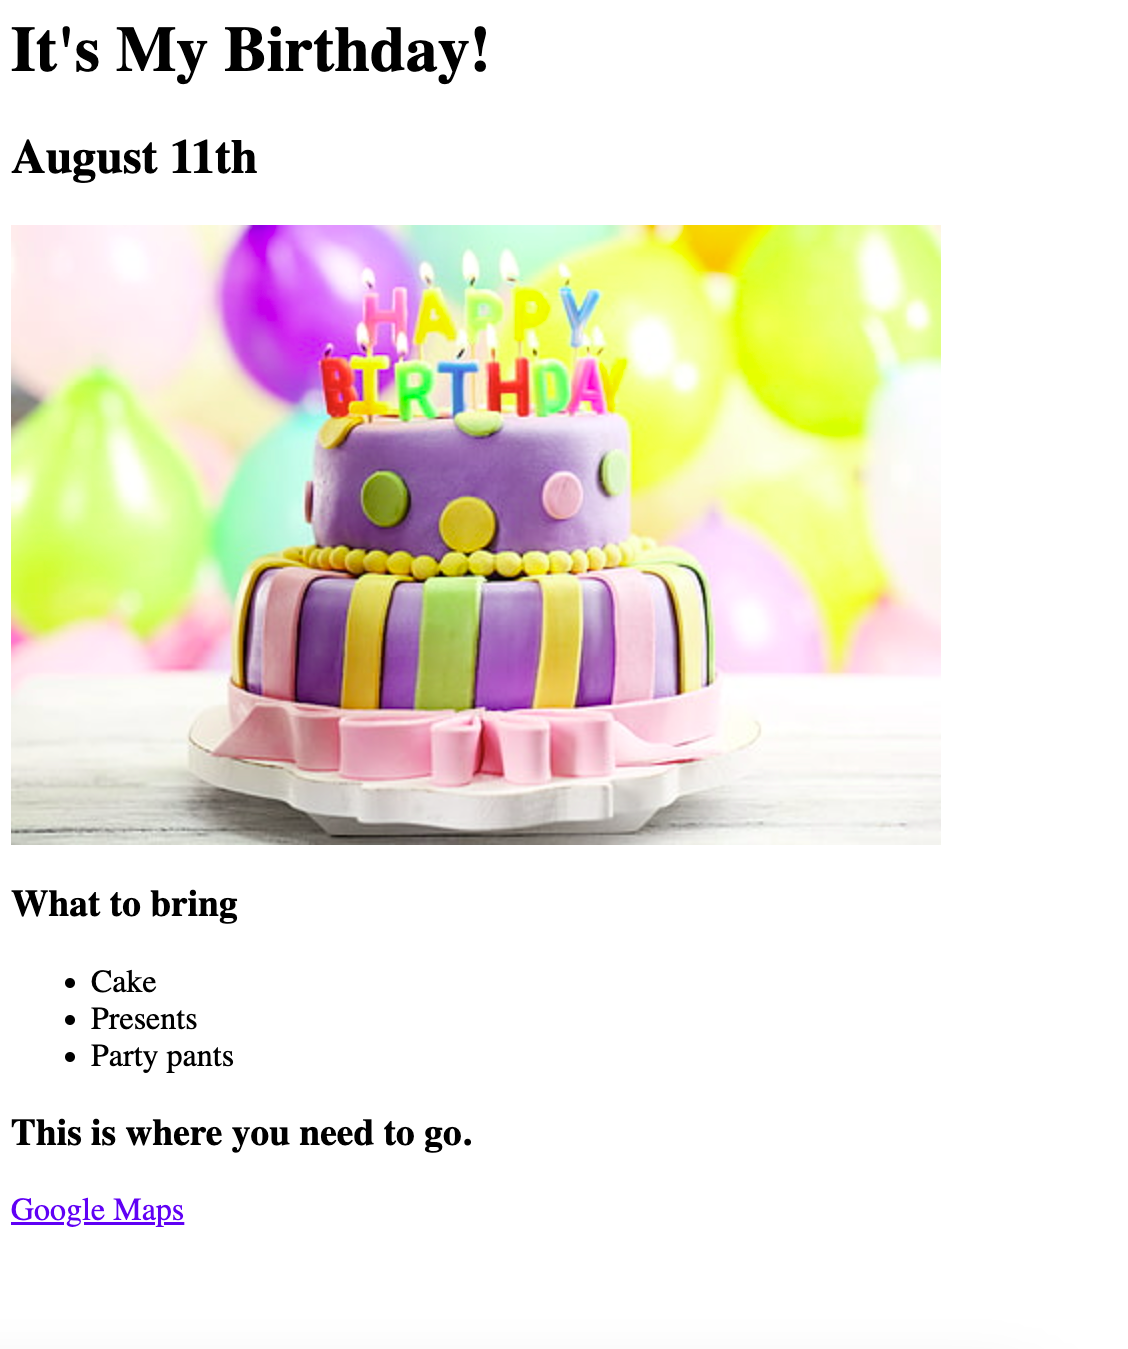 It's My Birthday!
August 11th
HAPPY
BIRTHDAY
What to bring
Cake
Presents
Party pants
This is where you need to go.
Google Maps